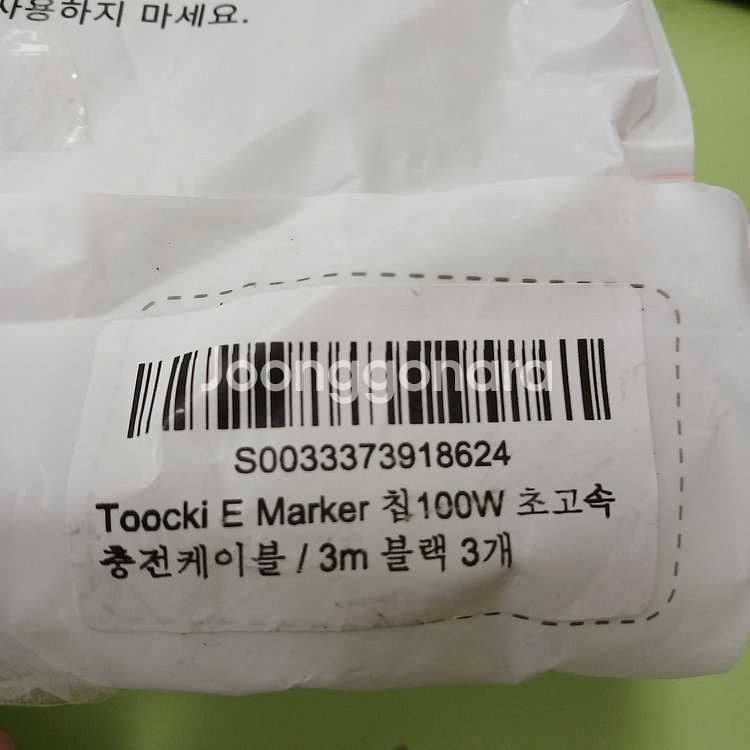 사용하지 마세요.
Joonggonara
S0033373918624
Toocki E Marker 칩100W 초고속
충전케이블 / 3m 블랙 3개